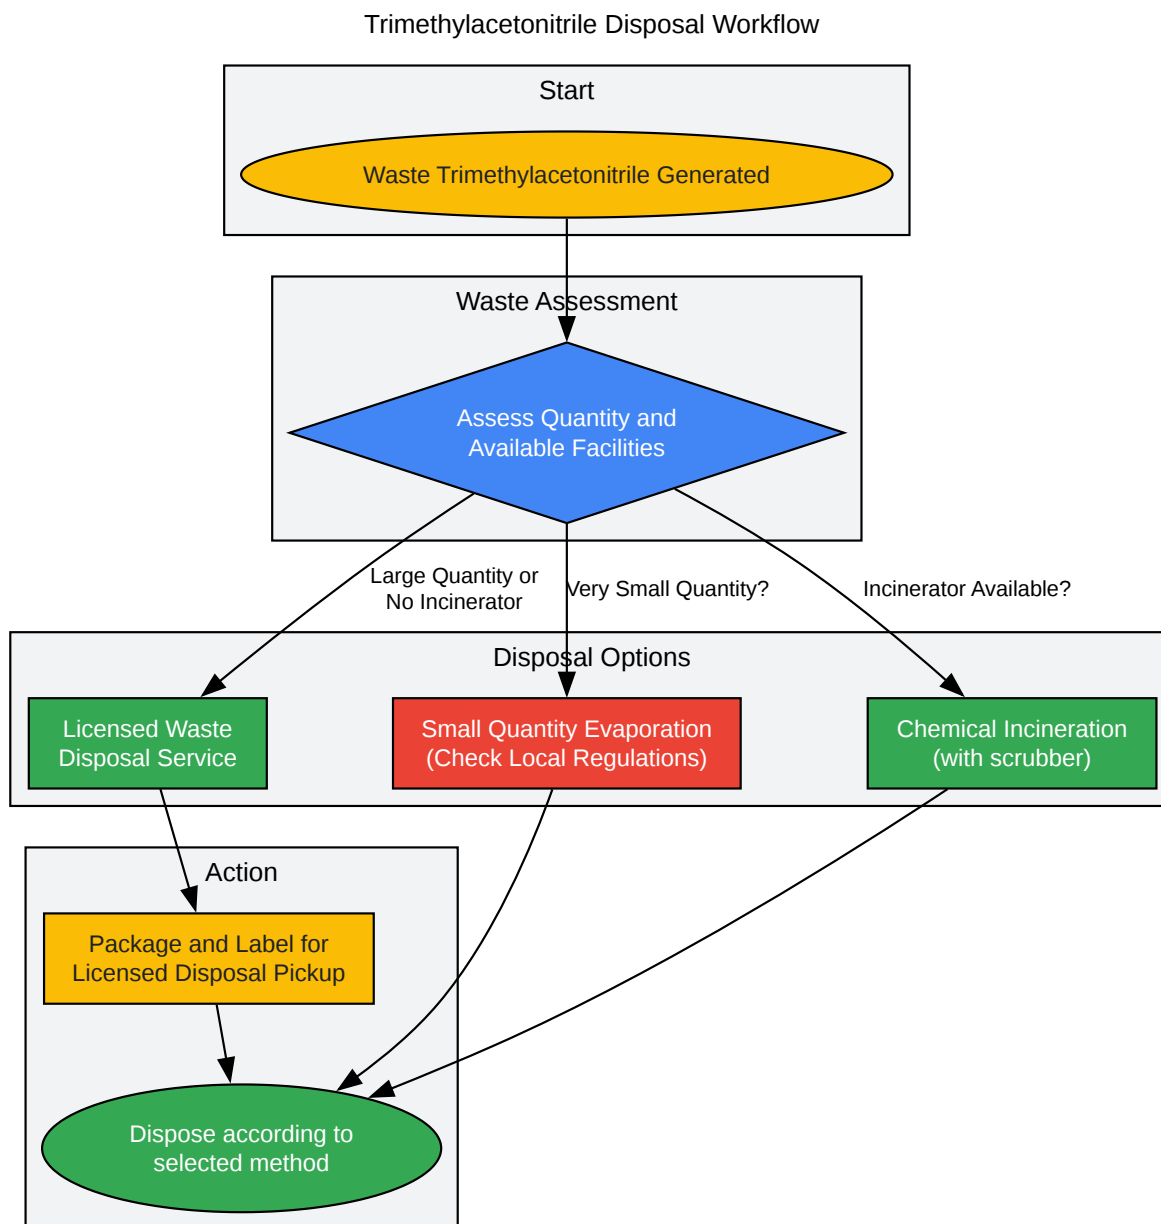 Trimethylacetonitrile Disposal Workflow
Start
Waste Trimethylacetonitrile Generated
Waste Assessment
Assess Quantity and
Available Facilities
Large Quantity or
No Incinerator
Very Small Quantity?
Incinerator Available?
Disposal Options
Licensed Waste
Disposal Service
Small Quantity Evaporation
(Check Local Regulations)
Chemical Incineration
(with scrubber)
Action
Package and Label for
Licensed Disposal Pickup
Dispose according to
selected method